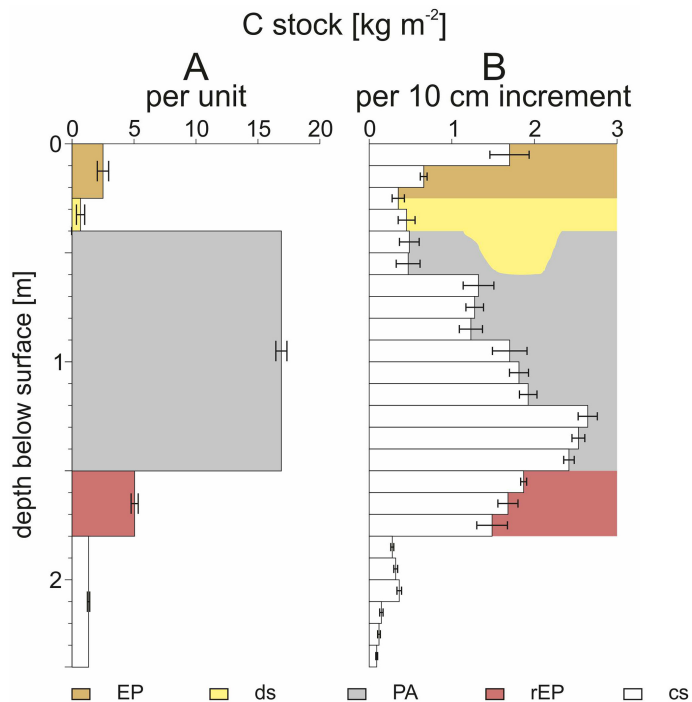 C stock [kg m-2]
A B
per unit per 10 cm increment
0 5 10 15 20 0 1 2 3
0
1
2
depth below surface [m]
EP ds PA rEP cs